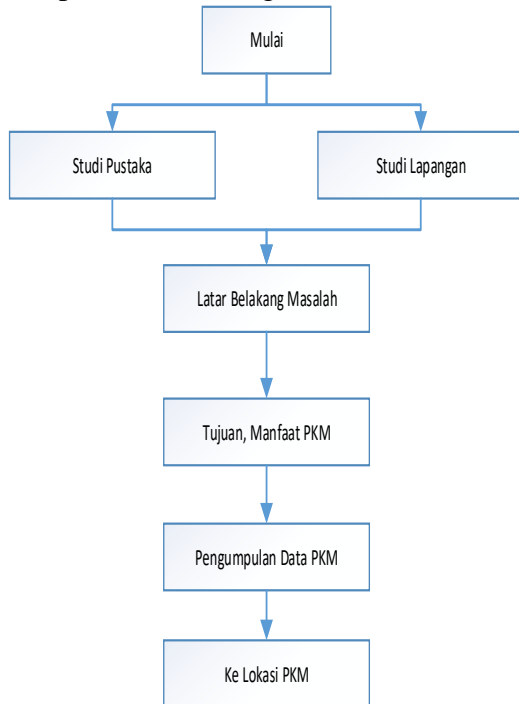 Mulai
Studi Pustaka
Studi Lapangan
Latar Belakang Masalah
Tujuan, Manfaat PKM
Pengumpulan Data PKM
Ke Lokasi PKM